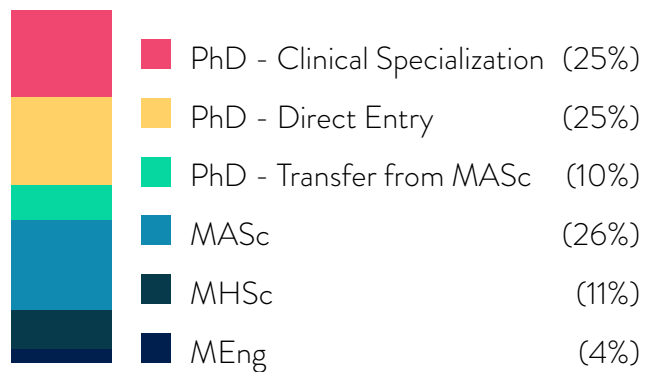 PhD - Clinical Specialization (25%)
PhD - Direct Entry (25%)
PhD - Transfer from MASc (10%)
MASc (26%)
MHSc (11%)
MEng (4%)